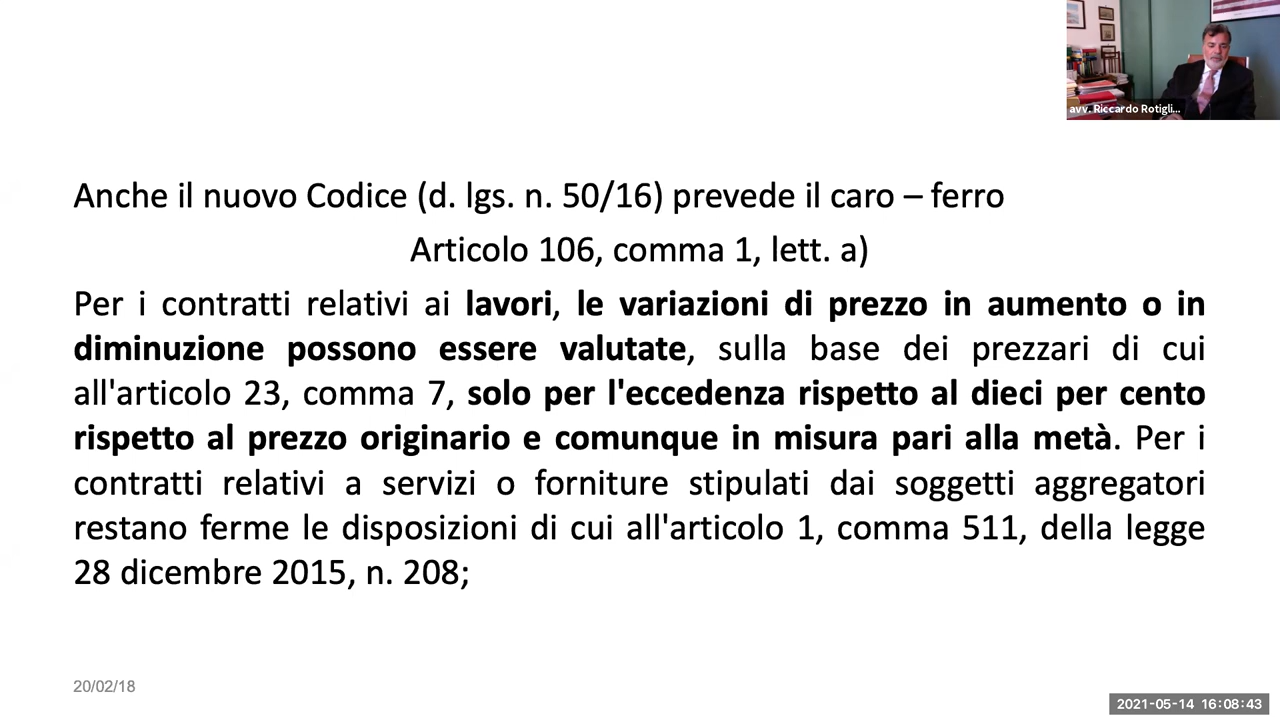 avv. Riccardo Rotigli...
Anche il nuovo Codice (d. lgs. n. 50/16) prevede il caro – ferro
Articolo 106, comma 1, lett. a)
Per i contratti relativi ai lavori, le variazioni di prezzo in aumento o in
diminuzione possono essere valutate, sulla base dei prezzari di cui
all'articolo 23, comma 7, solo per l'eccedenza rispetto al dieci per cento
rispetto al prezzo originario e comunque in misura pari alla metà. Per i
contratti relativi a servizi o forniture stipulati dai soggetti aggregatori
restano ferme le disposizioni di cui all'articolo 1, comma 511, della legge
28 dicembre 2015, n. 208;
20/02/18
2021-05-14 16:08:43